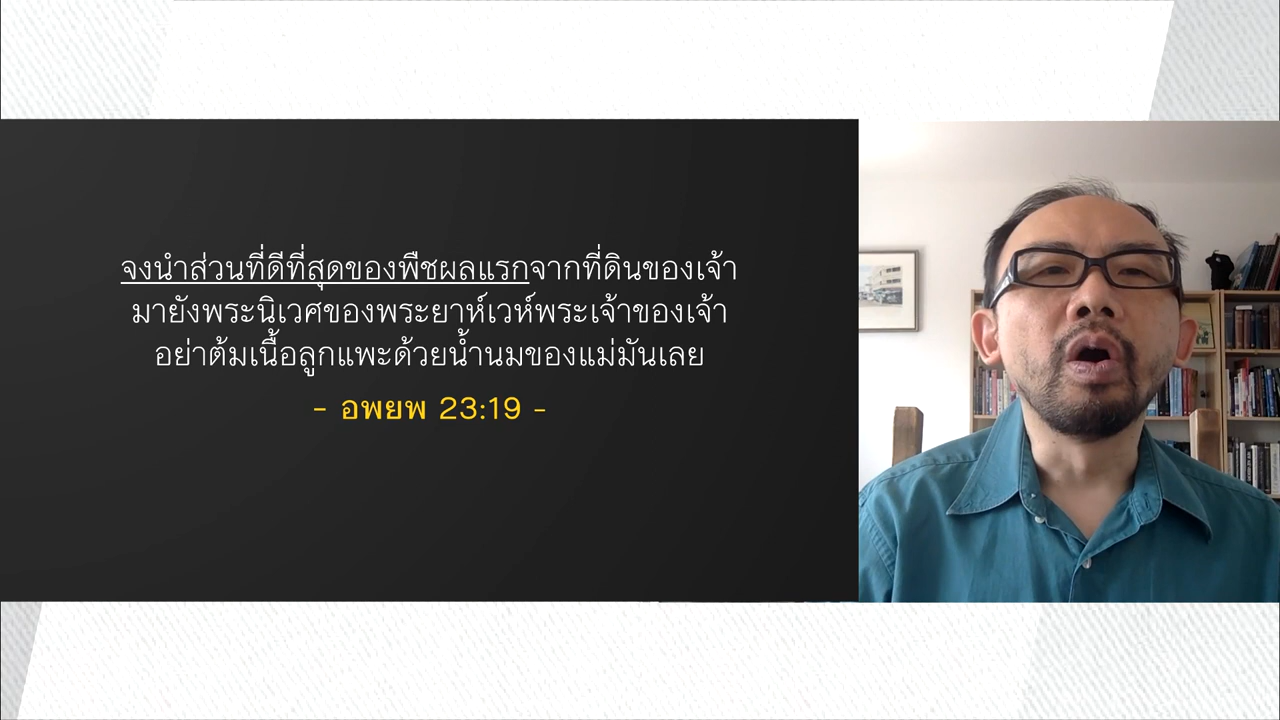 จงนำส่วนที่ดีที่สุดของพืชผลแรกจากที่ดินของเจ้า
มายังพระนิเวศของพระยาห์เวห์พระเจ้าของเจ้า
อย่าต้มเนื้อลูกแพะด้วยน้ำนมของแม่มันเลย
- อพยพ 23:19 -